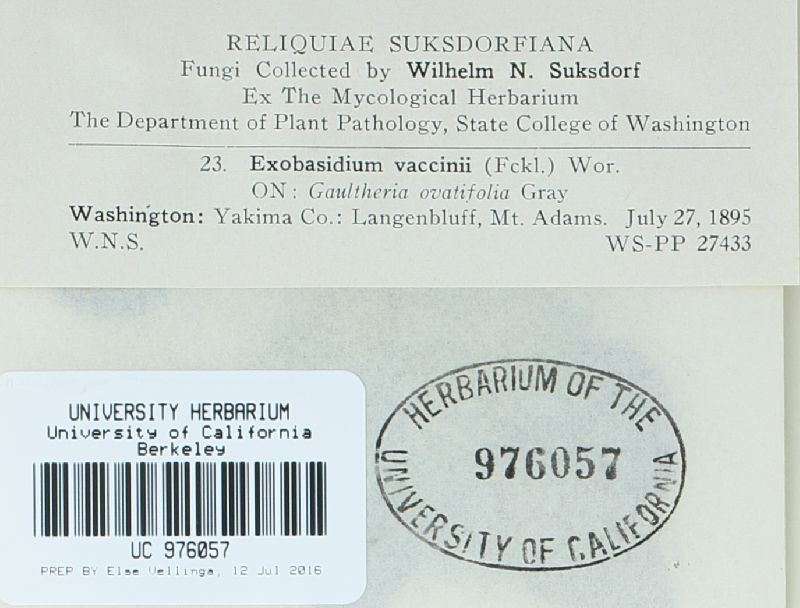 RELIQUIAE SUKSDORFIANA
Fungi Collected by Wilhelm N. Suksdorf
Ex The Mycological Herbarium
The Department of Plant Pathology, State College of Washington
23. Exobasidium vaccinii (Fckl.) Wor.
ON: Gaultheria ovatifolia Gray
Washington: Yakima Co.: Langenbluff, Mt. Adams. July 27, 1895
W.N.S. WS-PP 27433
UNIVERSITY HERBARIUM
University of California
Berkeley
UC 976057
PREP BY Else Vellinga, 12 Jul 2016
HERBARIUM OF THE
976057
UNIVERSITY OF CALIFORNIA